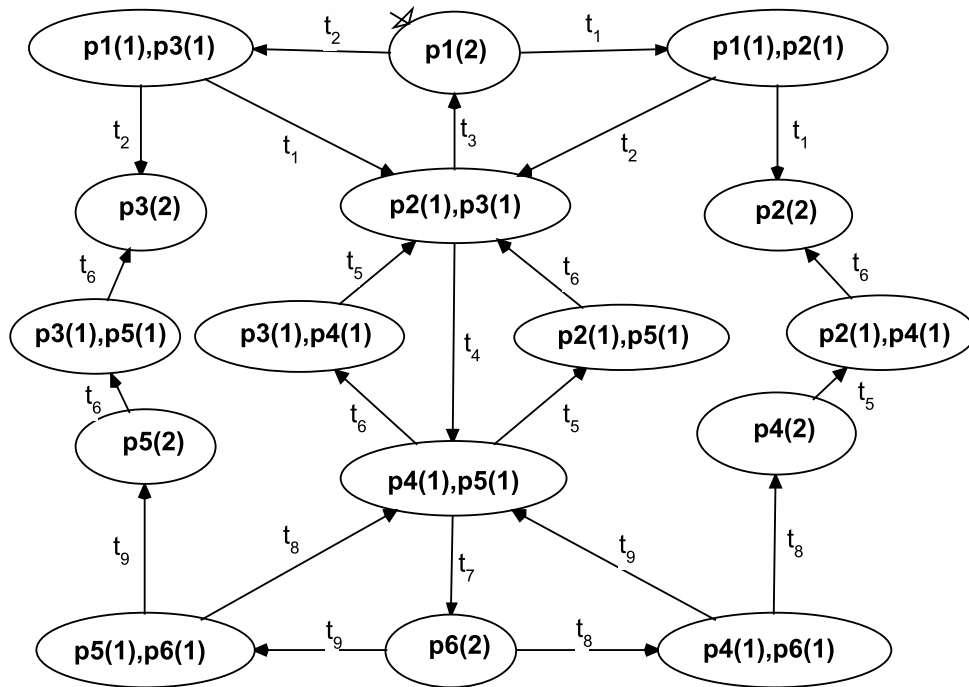 t2
t1
p1(1),p3(1)
p1(2)
p1(1),p2(1)
t2
t1
t3
t2
t1
p3(2)
p2(1),p3(1)
p2(2)
t6
t5
t6
t6
p3(1),p5(1)
p3(1),p4(1)
t4
p2(1),p5(1)
p2(1),p4(1)
t6
t6
t5
t5
p5(2)
p4(2)
p4(1),p5(1)
t9
t8
t7
t9
t8
p5(1),p6(1)
t9
p6(2)
t8
p4(1),p6(1)